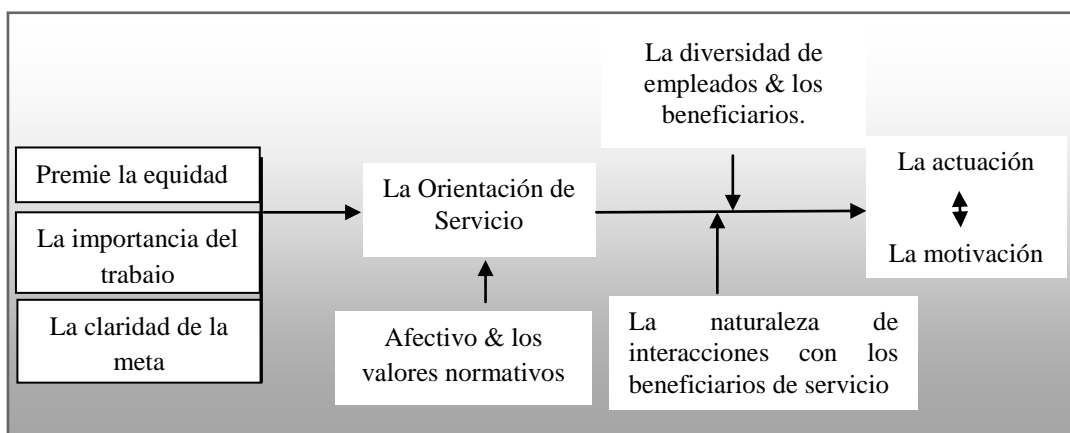 Premie la equidad
La importancia del
trabaio
La claridad de la
meta
La Orientación de
Servicio
Afectivo & los
valores normativos
La diversidad de
empleados & los
beneficiarios.
La naturaleza de
interacciones con los
beneficiarios de servicio
La actuación
La motivación